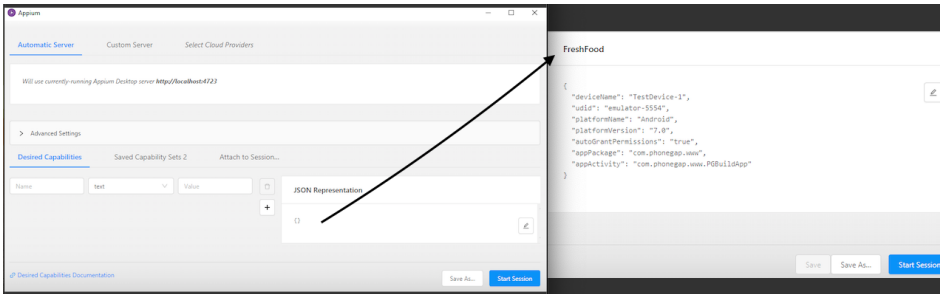 Appium
Automatic Server Custom Server Select Cloud Providers
Will use currently-running Appium Desktop server http://localhost:4723
Advanced Settings
Desired Capabilities Saved Capability Sets 2 Attach to Session...
Name text Value
JSON Representation
{}
Desired Capabilities Documentation
Save As... Start Session
FreshFood
{
"deviceName": "TestDevice-1",
"udid": "emulator-5554",
"platformName": "Android",
"platformVersion": "7.0",
"autoGrantPermissions": "true",
"appPackage": "com.phonegap.www",
"appActivity": "com.phonegap.www.PGBuildApp"
}
Save Save As... Start Session